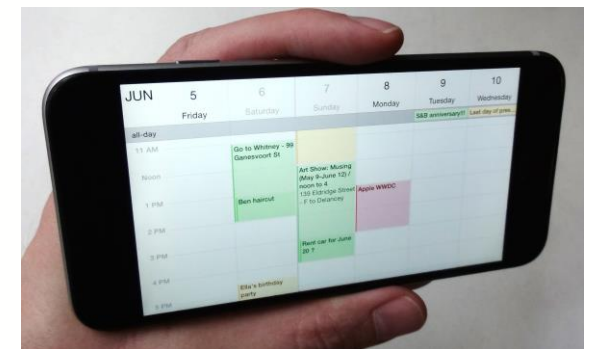 JUN
5
6
7
8
9
10
Friday
Saturday
Sunday
Monday
Tuesday
Wednesday
all-day
S&B anniversary!!!
Last day of pres...
11 AM
Noon
1 PM
2 PM
3 PM
4 PM
5 PM
Go to Whitney - 99
Gansevoort St
Ben haircut
Ella's birthday
party
Art Show: Musing
(May 9-June 12) /
noon to 4
139 Eldridge Street
- F to Delancey
Rent car for June
20 ?
Apple WWDC